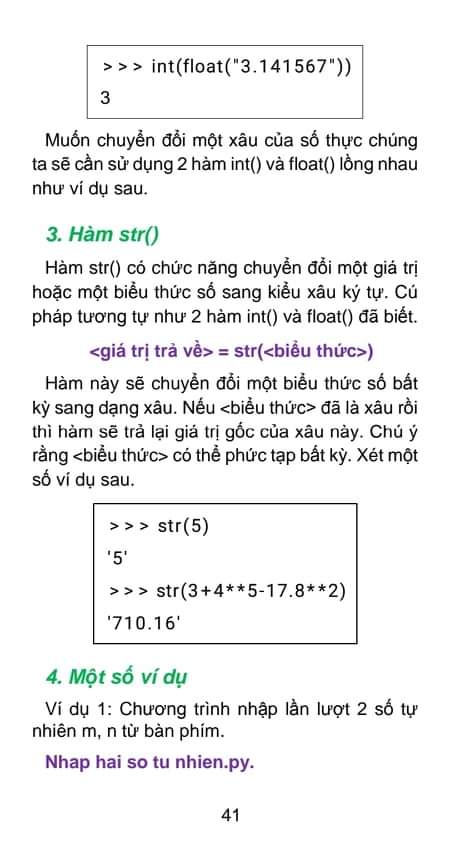 > > > int(float("3.141567"))
3
Muốn chuyển đổi một xâu của số thực chúng
ta sẽ cần sử dụng 2 hàm int() và float() lồng nhau
như ví dụ sau.
3. Hàm str()
Hàm str() có chức năng chuyển đổi một giá trị
hoặc một biểu thức số sang kiểu xâu ký tự. Cú
pháp tương tự như 2 hàm int() và float() đã biết.
<giá trị trả về> = str(<biểu thức>)
Hàm này sẽ chuyển đổi một biểu thức số bất
kỳ sang dạng xâu. Nếu <biểu thức> đã là xâu rồi
thì hàm sẽ trả lại giá trị gốc của xâu này. Chú ý
rằng <biểu thức> có thể phức tạp bất kỳ. Xét một
số ví dụ sau.
> > > str(5)
'5'
> > > str(3+4**5-17.8**2)
'710.16'
4. Một số ví dụ
Ví dụ 1: Chương trình nhập lần lượt 2 số tự
nhiên m, n từ bàn phím.
Nhap hai so tu nhien.py.
41